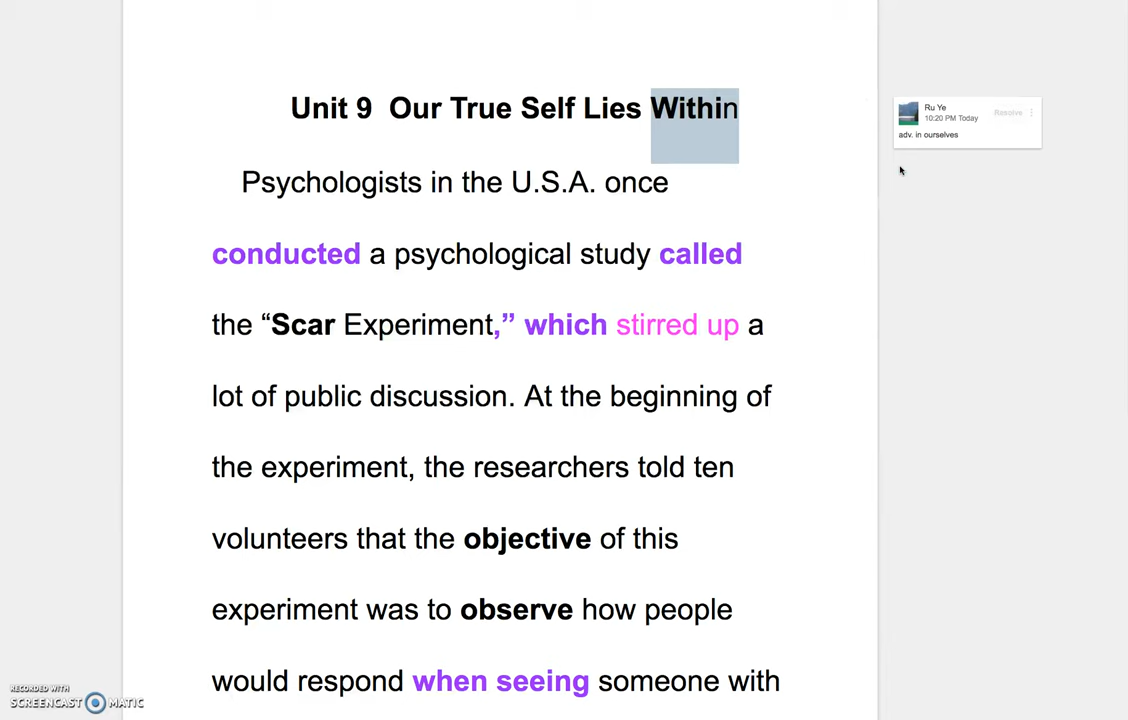 Unit 9 Our True Self Lies Within
Ru Ye
10:20 PM Today
Resolve
adv. in ourselves
Psychologists in the U.S.A. once
conducted a psychological study called
the “Scar Experiment,” which stirred up a
lot of public discussion. At the beginning of
the experiment, the researchers told ten
volunteers that the objective of this
experiment was to observe how people
would respond when seeing someone with
RECORDED WITH
SCREENCAST MATIC